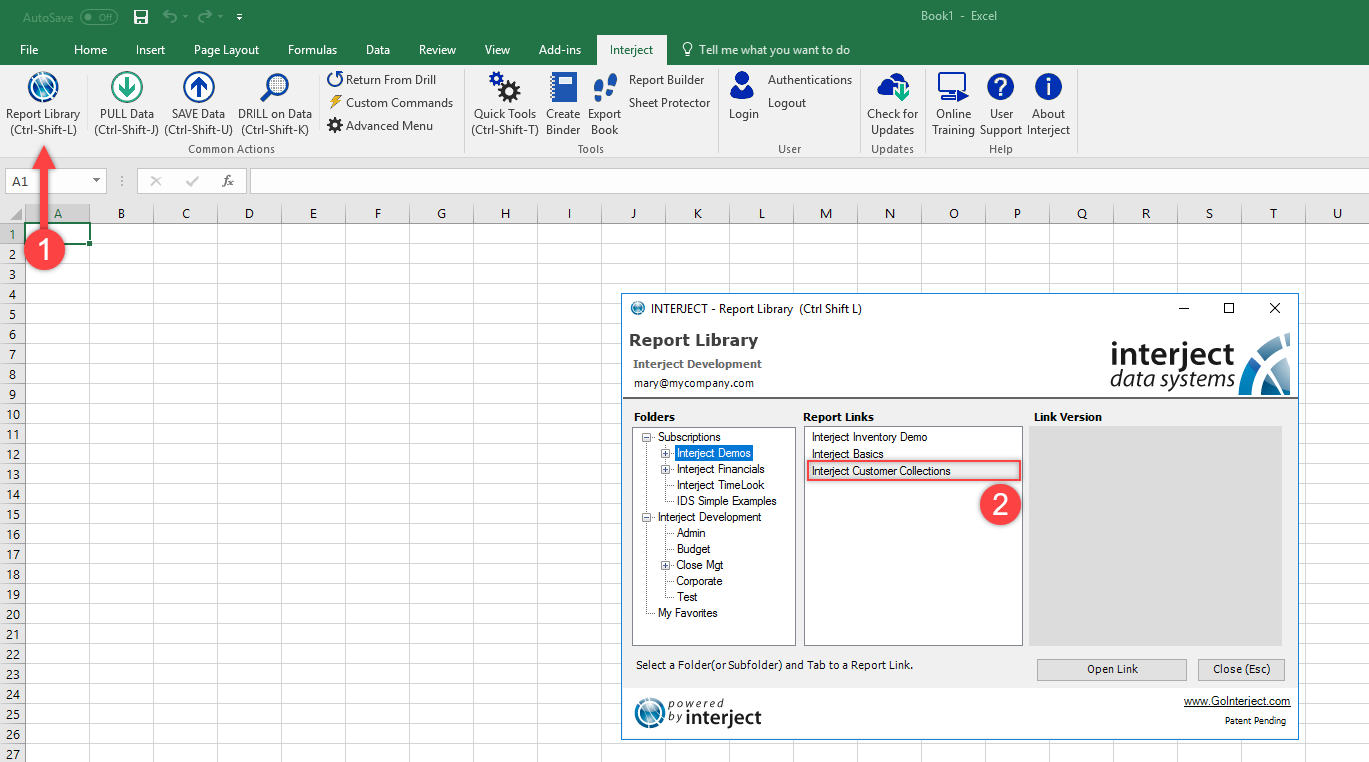 AutoSave Off
Book1 - Excel
File Home Insert Page Layout Formulas Data Review View Add-ins Interject Tell me what you want to do
Report Library
(Ctrl-Shift-L)
PULL Data
(Ctrl-Shift-J)
SAVE Data
(Ctrl-Shift-U)
DRILL on Data
(Ctrl-Shift-K)
Return From Drill
Custom Commands
Advanced Menu
Common Actions
Quick Tools
(Ctrl-Shift-T)
Create
Binder
Export
Book
Report Builder
Sheet Protector
Tools
Login
Authentications
Logout
User
Check for
Updates
Updates
Online
Training
User
Support
About
Interject
Help
A1
fx
A B C D E F G H I J K L M N O P Q R S T U
1
2
3
4
5
6
7
8
9
10
11
12
13
14
15
16
17
18
19
20
21
22
23
24
25
26
27
1
INTERJECT - Report Library (Ctrl Shift L)
Report Library
Interject Development
mary@mycompany.com
interject
data systems
Folders
Subscriptions
Interject Demos
Interject Financials
Interject TimeLook
IDS Simple Examples
Interject Development
Admin
Budget
Close Mgt
Corporate
Test
My Favorites
Report Links
Interject Inventory Demo
Interject Basics
Interject Customer Collections
2
Link Version
Select a Folder(or Subfolder) and Tab to a Report Link.
Open Link
Close (Esc)
powered
by interject
www.GoInterject.com
Patent Pending